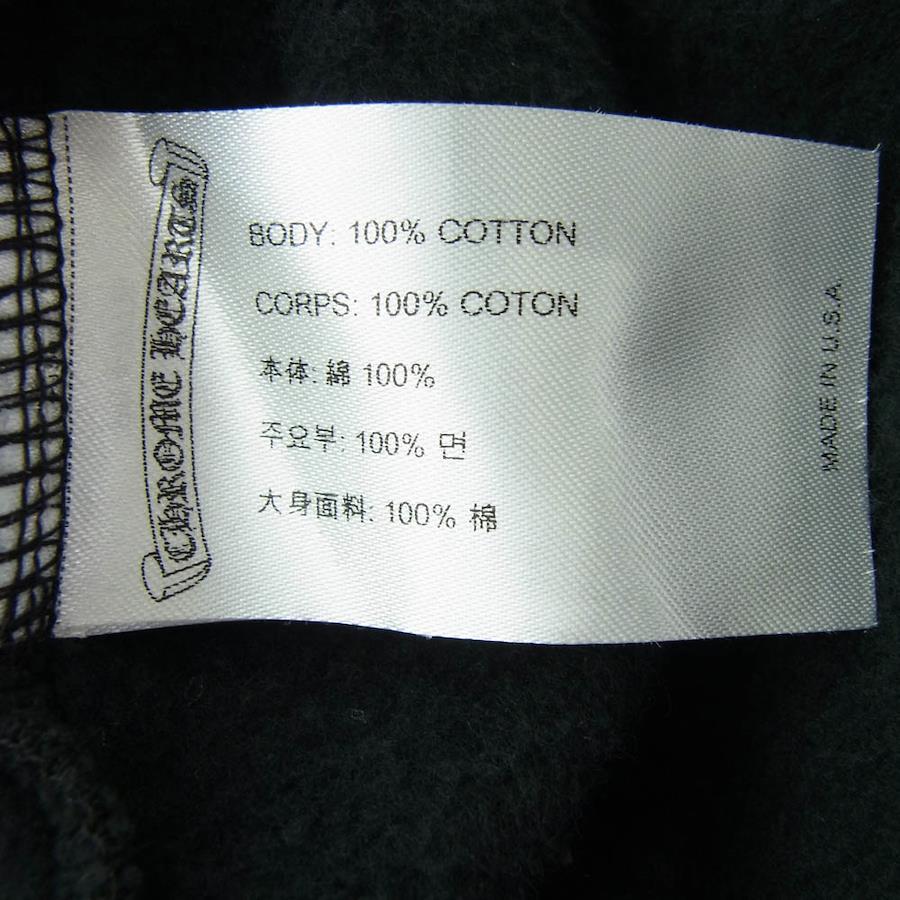 CHROME HEARTS
BODY: 100% COTTON
CORPS: 100% COTON
本体: 綿 100%
주요부: 100% 면
大身面料: 100% 棉
MADE IN U.S.A.